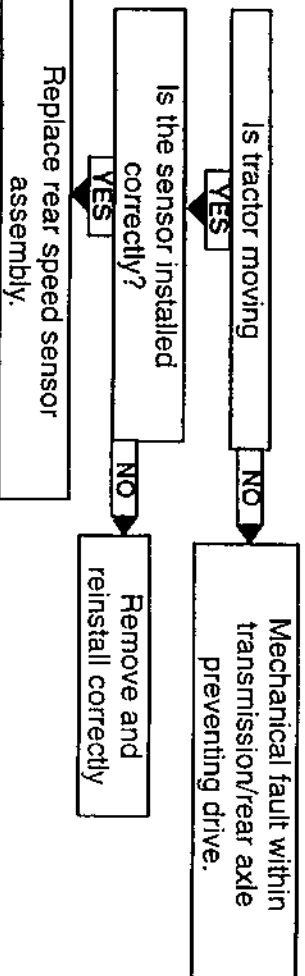 Is tractor moving
NO
Mechanical fault within
transmission/rear axle
preventing drive.
YES
Is the sensor installed
correctly?
NO
Remove and
reinstall correctly
YES
Replace rear speed sensor
assembly.